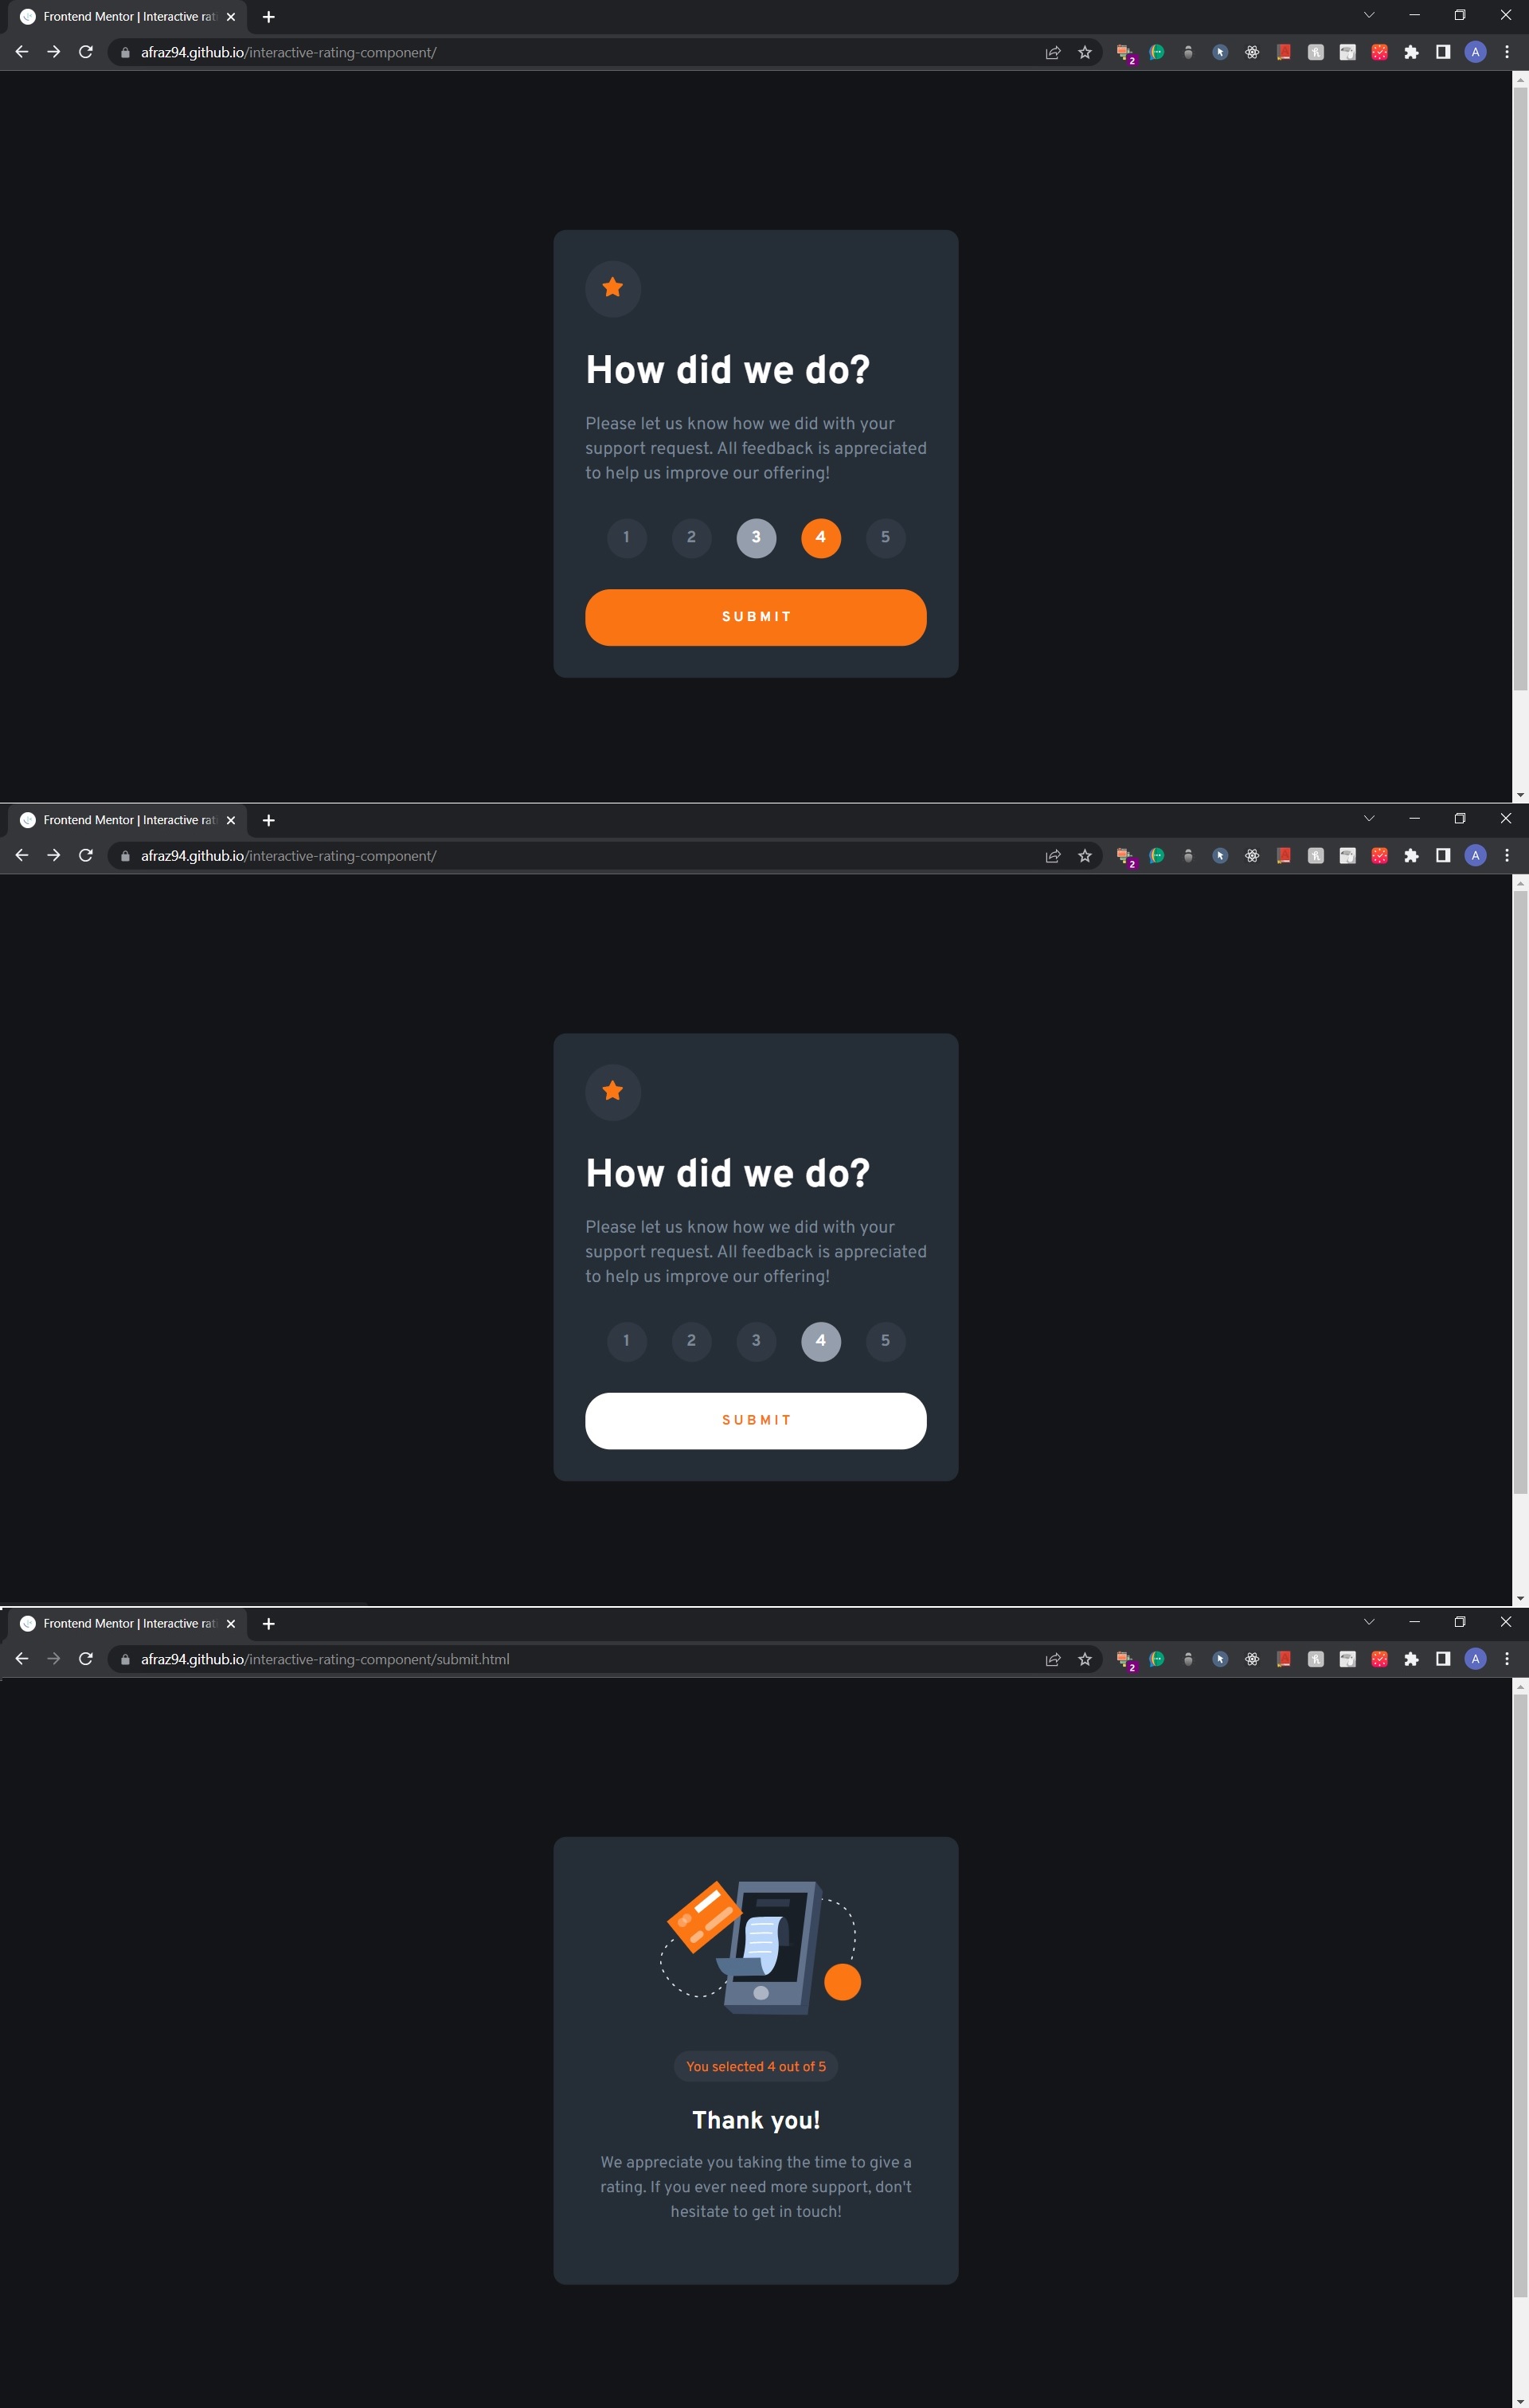 Frontend Mentor | Interactive rat
afraz94.github.io/interactive-rating-component/
2
A
How did we do?
Please let us know how we did with your
support request. All feedback is appreciated
to help us improve our offering!
1 2 3 4 5
SUBMIT
Frontend Mentor | Interactive rat
afraz94.github.io/interactive-rating-component/
2
A
How did we do?
Please let us know how we did with your
support request. All feedback is appreciated
to help us improve our offering!
1 2 3 4 5
SUBMIT
Frontend Mentor | Interactive rat
afraz94.github.io/interactive-rating-component/submit.html
2
A
You selected 4 out of 5
Thank you!
We appreciate you taking the time to give a
rating. If you ever need more support, don't
hesitate to get in touch!